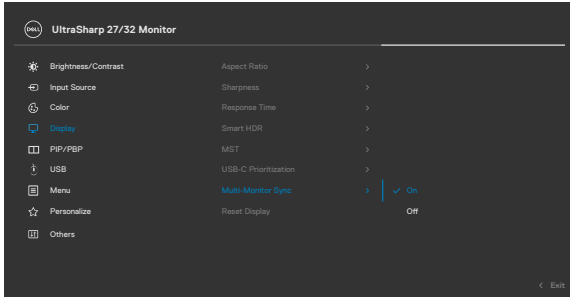 DELL UltraSharp 27/32 Monitor
Brightness/Contrast Aspect Ratio >
Input Source Sharpness >
Color Response Time >
Display Smart HDR >
PIP/PBP MST >
USB USB-C Prioritization >
Menu Multi-Monitor Sync > ✓ On
Personalize Reset Display Off
Others
< Exit